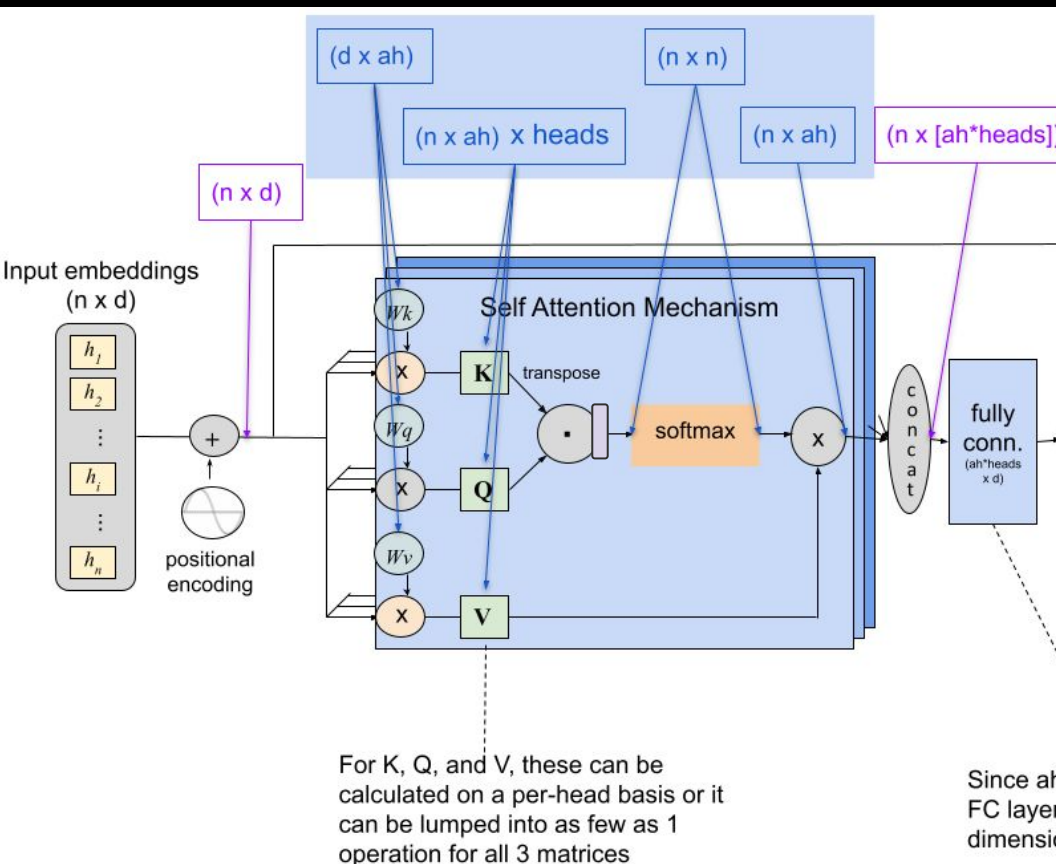 (d x ah)
(n x n)
(n x ah) x heads
(n x ah)
(n x [ah*heads])
(n x d)
Input embeddings
(n x d)
h1
h2
⋮
hi
⋮
hn
+
positional
encoding
Self Attention Mechanism
Wk
x
K
transpose
Wq
x
Q
.
softmax
x
Wv
x
V
concat
fully
conn.
(ah*heads
x d)
For K, Q, and V, these can be
calculated on a per-head basis or it
can be lumped into as few as 1
operation for all 3 matrices
Since ah
FC layer